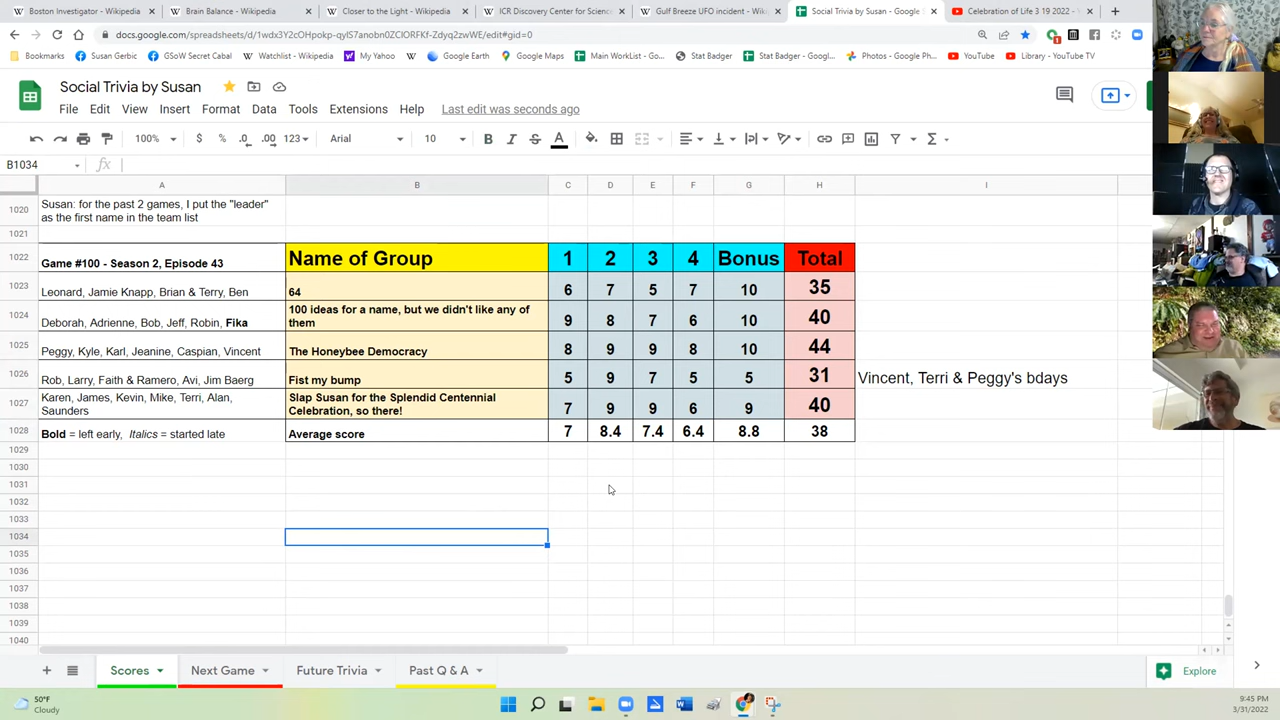 Boston Investigator - Wikipedia
Brain Balance - Wikipedia
Closer to the Light - Wikipedia
ICR Discovery Center for Scienc
Gulf Breeze UFO incident - Wiki
Social Trivia by Susan - Google
Celebration of Life 3 19 2022 - Y
docs.google.com/spreadsheets/d/
edit#gid=0
Bookmarks
Susan Gerbic
GSoW Secret Cabal
Watchlist - Wikipedia
My Yahoo
Google Earth
Google Maps
Main WorkList - Go...
Stat Badger
Stat Badger - Googl...
Photos - Google Ph...
YouTube
Library - YouTube TV
Social Trivia by Susan
File Edit View Insert Format Data Tools Extensions Help Last edit was seconds ago
100% $ % .0 .00 123 Arial 10 B I S A
B1034 fx
A B C D E F G H I
1020 Susan: for the past 2 games, I put the "leader"
as the first name in the team list
1021
1022 Game #100 - Season 2, Episode 43 Name of Group 1 2 3 4 Bonus Total
1023 Leonard, Jamie Knapp, Brian & Terry, Ben 64 6 7 5 7 10 35
1024 Deborah, Adrienne, Bob, Jeff, Robin, Fika 100 ideas for a name, but we didn't like any of
them 9 8 7 6 10 40
1025 Peggy, Kyle, Karl, Jeanine, Caspian, Vincent The Honeybee Democracy 8 9 9 8 10 44
1026 Rob, Larry, Faith & Ramero, Avi, Jim Baerg Fist my bump 5 9 7 5 5 31 Vincent, Terri & Peggy's bdays
1027 Karen, James, Kevin, Mike, Terri, Alan,
Saunders Slap Susan for the Splendid Centennial
Celebration, so there! 7 9 9 6 9 40
1028 Bold = left early, Italics = started late Average score 7 8.4 7.4 6.4 8.8 38
1029
1030
1031
1032
1033
1034
1035
1036
1037
1038
1039
1040
Scores Next Game Future Trivia Past Q & A Explore
50°F
Cloudy
9:45 PM
3/31/2022